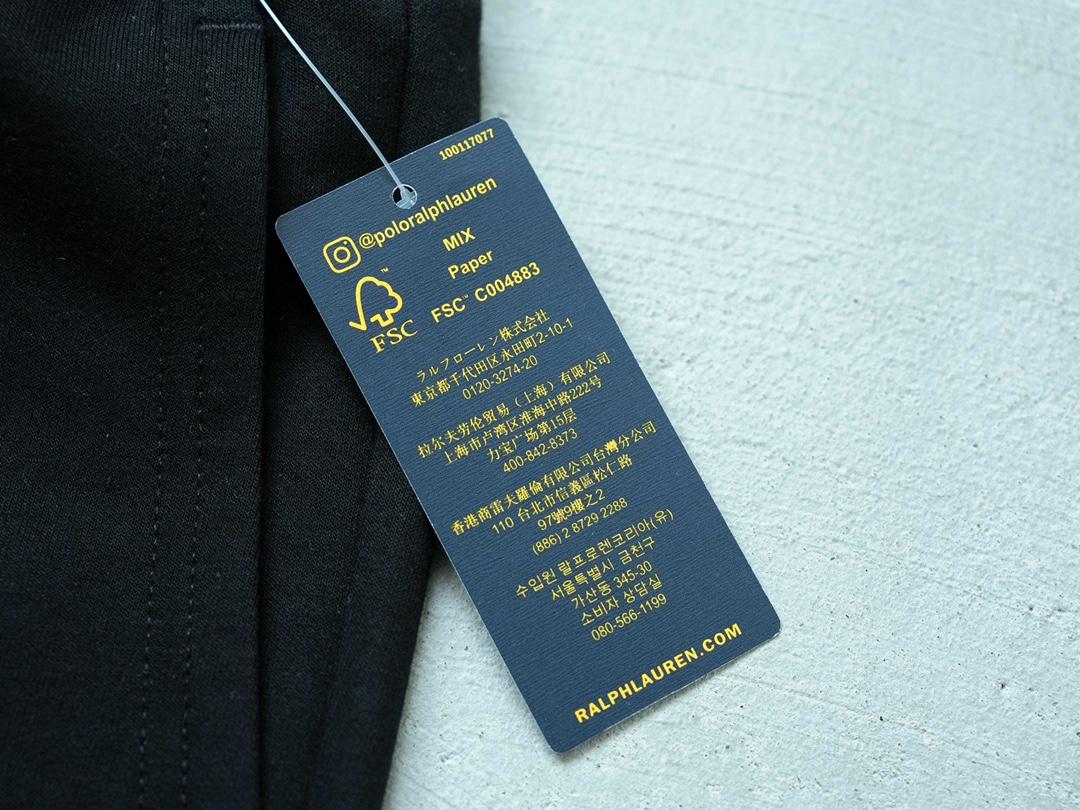 100117077
@poloralphlauren
MIX
Paper
FSC™ C004883
™
FSC
ラルフローレン株式会社
東京都千代田区永田町2-10-1
0120-3274-20
拉尔夫劳伦贸易（上海）有限公司
上海市卢湾区淮海中路222号
力宝广场第15层
400-842-8373
香港商雷夫羅倫有限公司台灣分公司
110 台北市信義區松仁路
97號9樓之2
(886) 2 8729 2288
수입원 랄프로렌코리아(유)
서울특별시 금천구
가산동 345-30
소비자 상담실
080-566-1199
RALPHLAUREN.COM